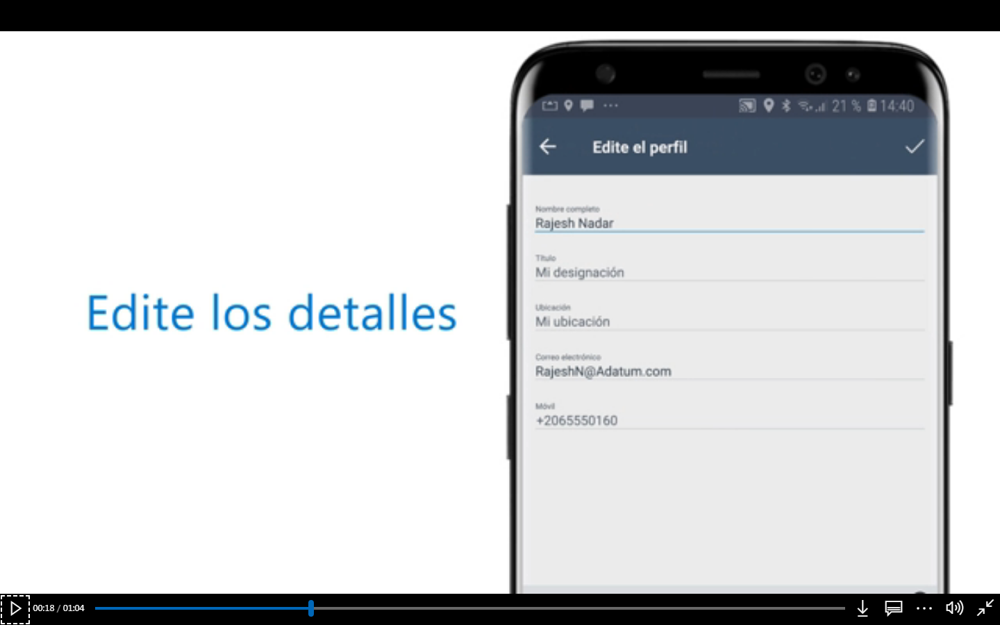 21 % 14:40
Edite el perfil
Nombre completo
Rajesh Nadar
Título
Mi designación
Ubicación
Mi ubicación
Correo electrónico
RajeshN@Adatum.com
Móvil
+2065550160
Edite los detalles
00:18 / 01:04